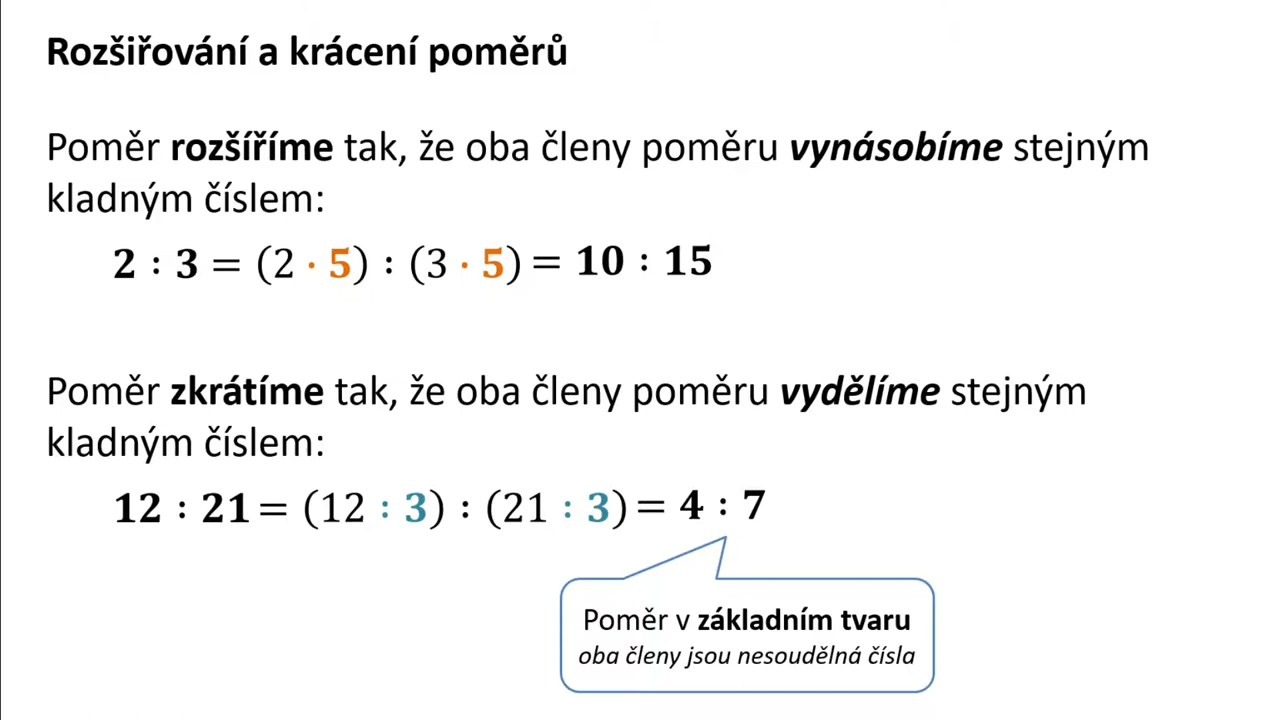 Rozšiřování a krácení poměrů
Poměr rozšíříme tak, že oba členy poměru vynásobíme stejným
kladným číslem:
2 : 3 = (2 · 5) : (3 · 5) = 10 : 15
Poměr zkrátíme tak, že oba členy poměru vydělíme stejným
kladným číslem:
12 : 21 = (12 : 3) : (21 : 3) = 4 : 7
Poměr v základním tvaru
oba členy jsou nesoudělná čísla